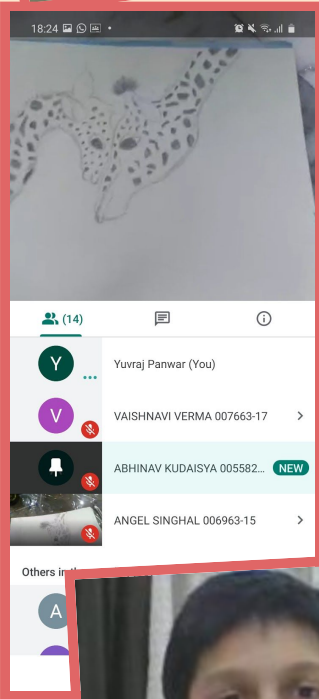 18:24
(14)
Y
Yuvraj Panwar (You)
V
VAISHNAVI VERMA 007663-17
ABHINAV KUDAISYA 005582... NEW
ANGEL SINGHAL 006963-15
Others in
A